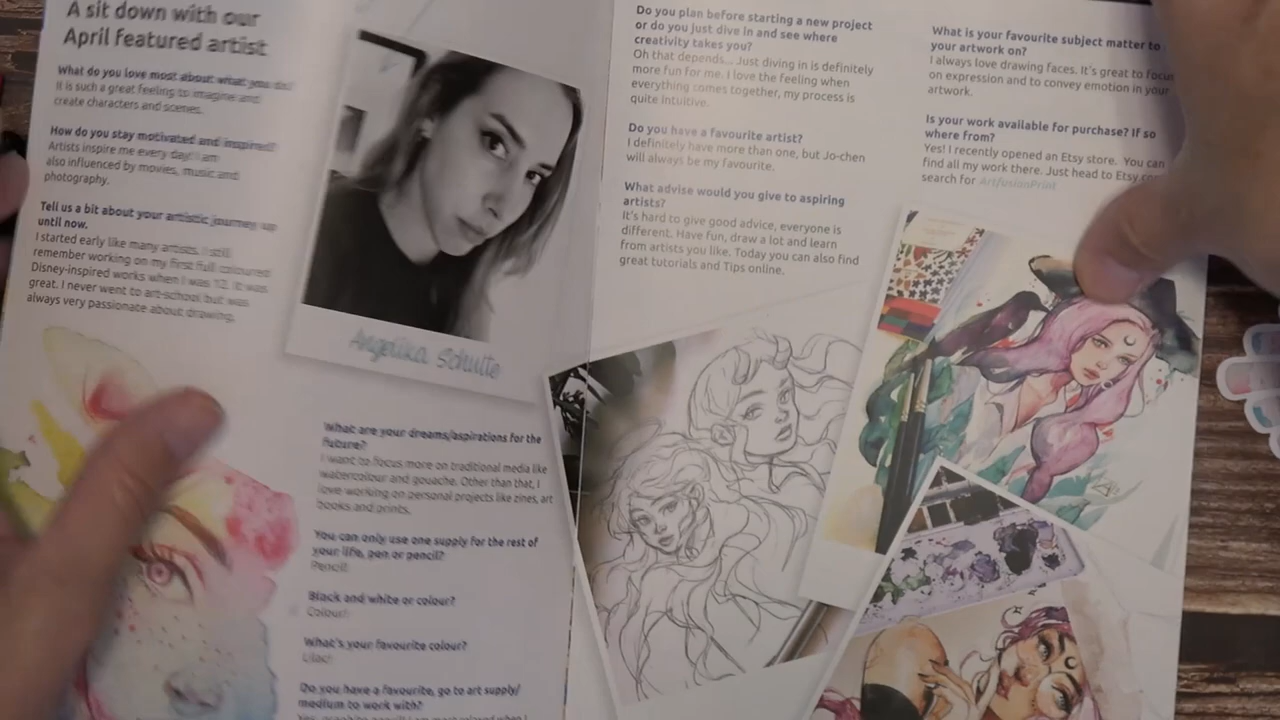 A sit down with our
April featured artist
What do you love most about what you do?
It is such a great feeling to imagine and
create characters and scenes.
How do you stay motivated and inspired?
Artists inspire me every day! I am
also influenced by movies, music and
photography.
Tell us a bit about your artistic journey up
until now.
I started early like many artists. I still
remember working on my first full coloured
Disney-inspired works when I was 12. It was
great. I never went to art-school but was
always very passionate about drawing.
Angelika Schulte
What are your dreams/aspirations for the
future?
I want to focus more on traditional media like
watercolour and gouache. Other than that, I
love working on personal projects like zines, art
books and prints.
You can only use one supply for the rest of
your life, pen or pencil?
Pencil!
Black and white or colour?
Colour!
What's your favourite colour?
Lilac!
Do you have a favourite, go to art supply/
medium to work with?
Do you plan before starting a new project
or do you just dive in and see where
creativity takes you?
Oh that depends... Just diving in is definitely
more fun for me. I love the feeling when
everything comes together, my process is
quite intuitive.
Do you have a favourite artist?
I definitely have more than one, but Jo-chen
will always be my favourite.
What advise would you give to aspiring
artists?
It's hard to give good advice, everyone is
different. Have fun, draw a lot and learn
from artists you like. Today you can also find
great tutorials and Tips online.
What is your favourite subject matter to
your artwork on?
I always love drawing faces. It's great to focus
on expression and to convey emotion in your
artwork.
Is your work available for purchase? If so
where from?
Yes! I recently opened an Etsy store. You can
find all my work there. Just head to Etsy.com
search for ArtfusionPrint